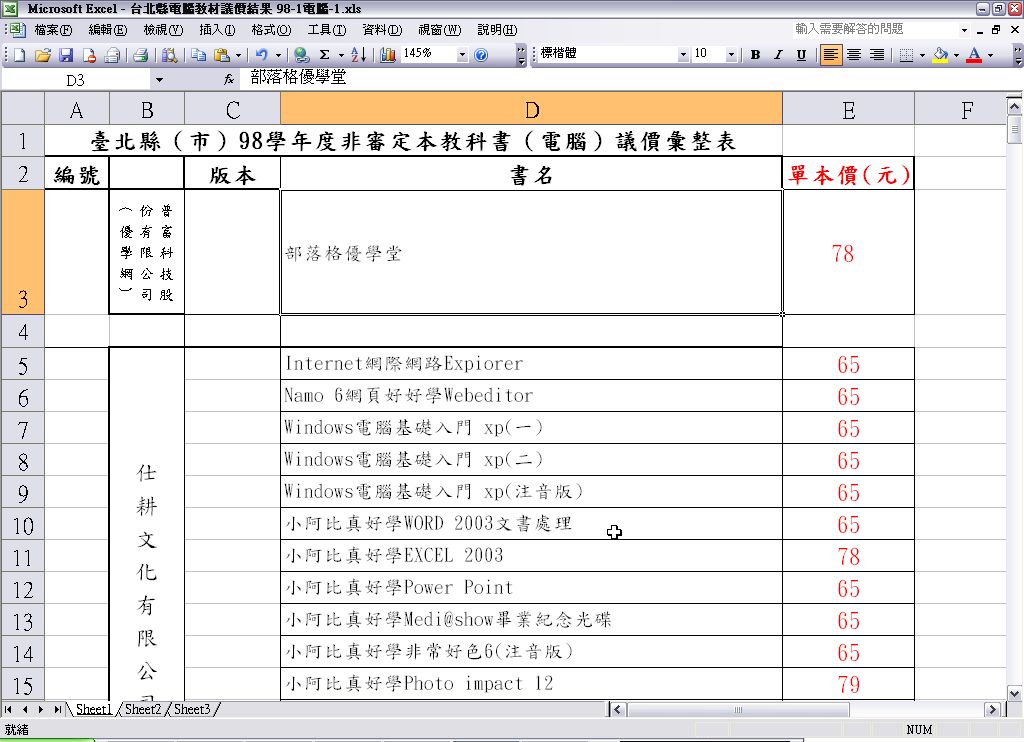 Microsoft Excel - 台北縣電腦教材議價結果 98-1電腦-1.xls
檔案(F) 編輯(E) 檢視(V) 插入(I) 格式(O) 工具(T) 資料(D) 視窗(W) 說明(H) 輸入需要解答的問題
145% 標楷體 10 B I U
D3 fx 部落格優學堂
A B C D E F
1 臺北縣（市）98學年度非審定本教科書（電腦）議價彙整表
2 編號 版本 書名 單本價(元)
普富科技股
份有限公司
（優學網）
3 部落格優學堂 78
4
5 Internet網際網路Expiorer 65
6 Namo 6網頁好好學Webeditor 65
7 Windows電腦基礎入門 xp(一) 65
8 Windows電腦基礎入門 xp(二) 65
9 Windows電腦基礎入門 xp(注音版) 65
10 小阿比真好學WORD 2003文書處理 65
11 小阿比真好學EXCEL 2003 78
12 小阿比真好學Power Point 65
13 小阿比真好學Medi@show畢業紀念光碟 65
14 小阿比真好學非常好色6(注音版) 65
15 小阿比真好學Photo impact 12 79
仕耕文化有限公司
Sheet1 Sheet2 Sheet3
就緒 NUM